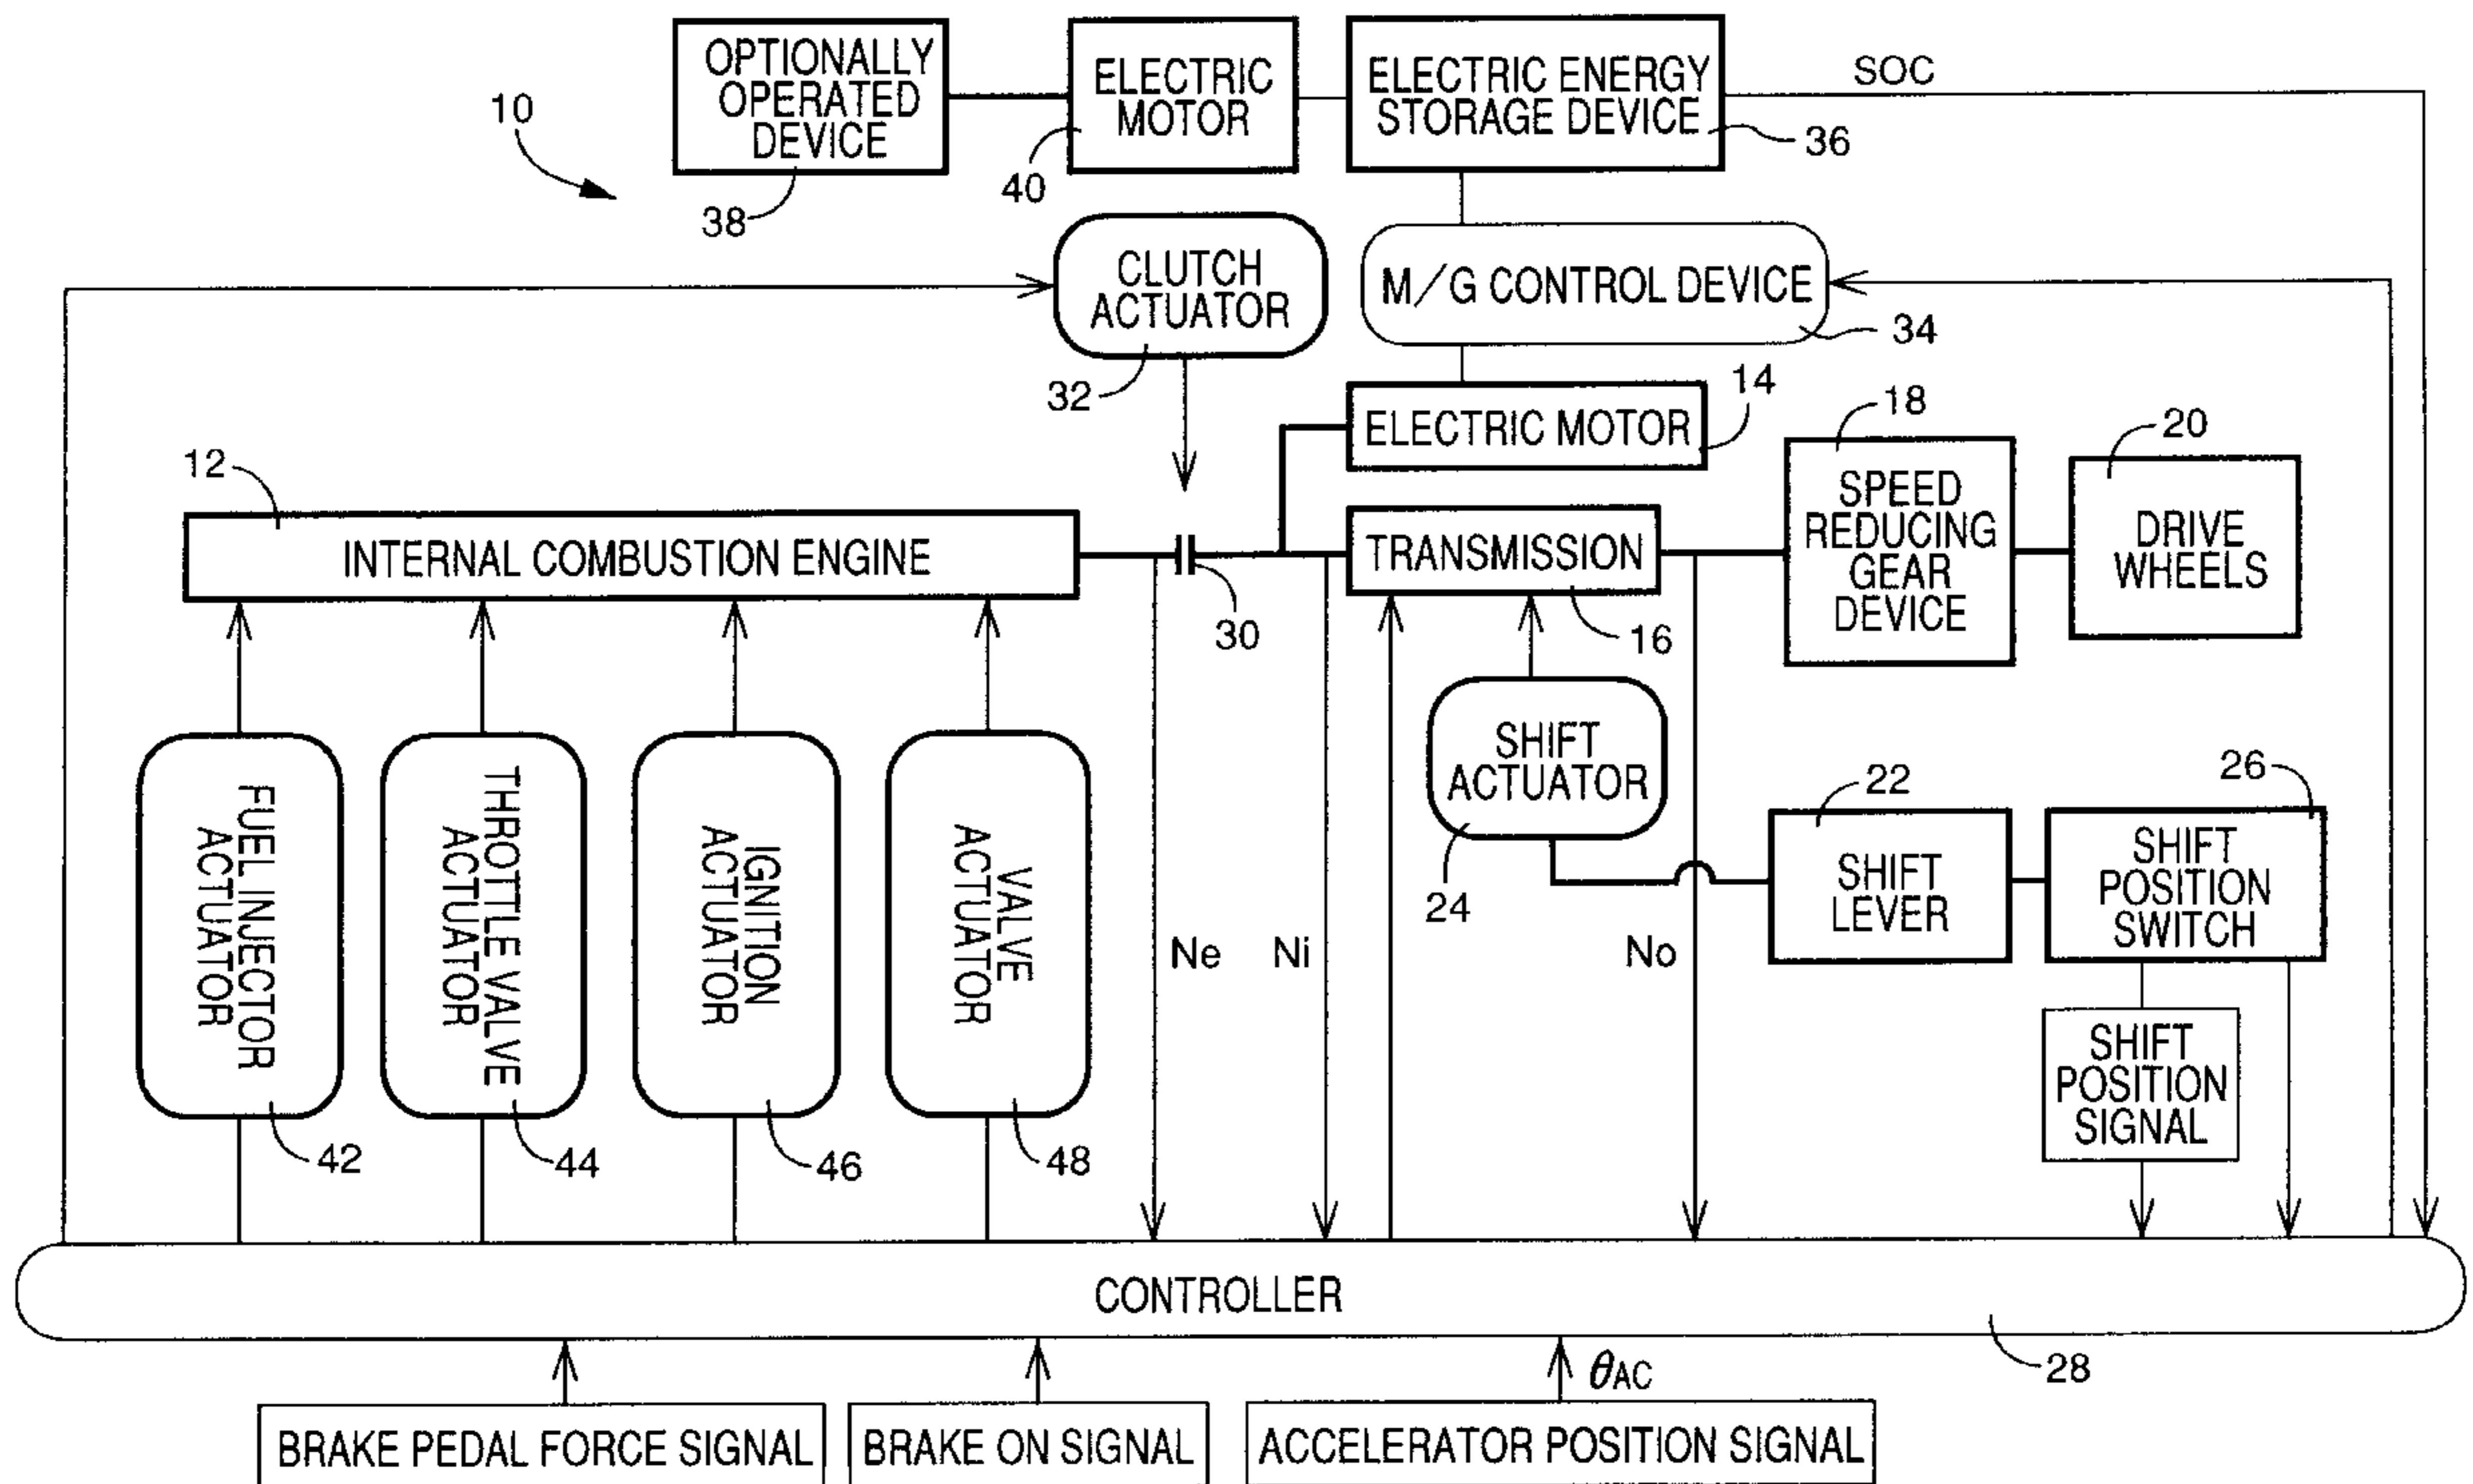 OPTIONALLY
OPERATED
DEVICE
38
ELECTRIC
MOTOR
40
ELECTRIC ENERGY
STORAGE DEVICE
36
SOC
10
CLUTCH
ACTUATOR
32
M/G CONTROL DEVICE
34
ELECTRIC MOTOR
14
12
INTERNAL COMBUSTION ENGINE
30
TRANSMISSION
16
18
SPEED
REDUCING
GEAR
DEVICE
20
DRIVE
WHEELS
SHIFT
ACTUATOR
24
22
SHIFT
LEVER
26
SHIFT
POSITION
SWITCH
FUEL INJECTOR
ACTUATOR
42
THROTTLE VALVE
ACTUATOR
44
IGNITION
ACTUATOR
46
VALVE
ACTUATOR
48
Ne
Ni
No
SHIFT
POSITION
SIGNAL
CONTROLLER
28
θAC
BRAKE PEDAL FORCE SIGNAL
BRAKE ON SIGNAL
ACCELERATOR POSITION SIGNAL